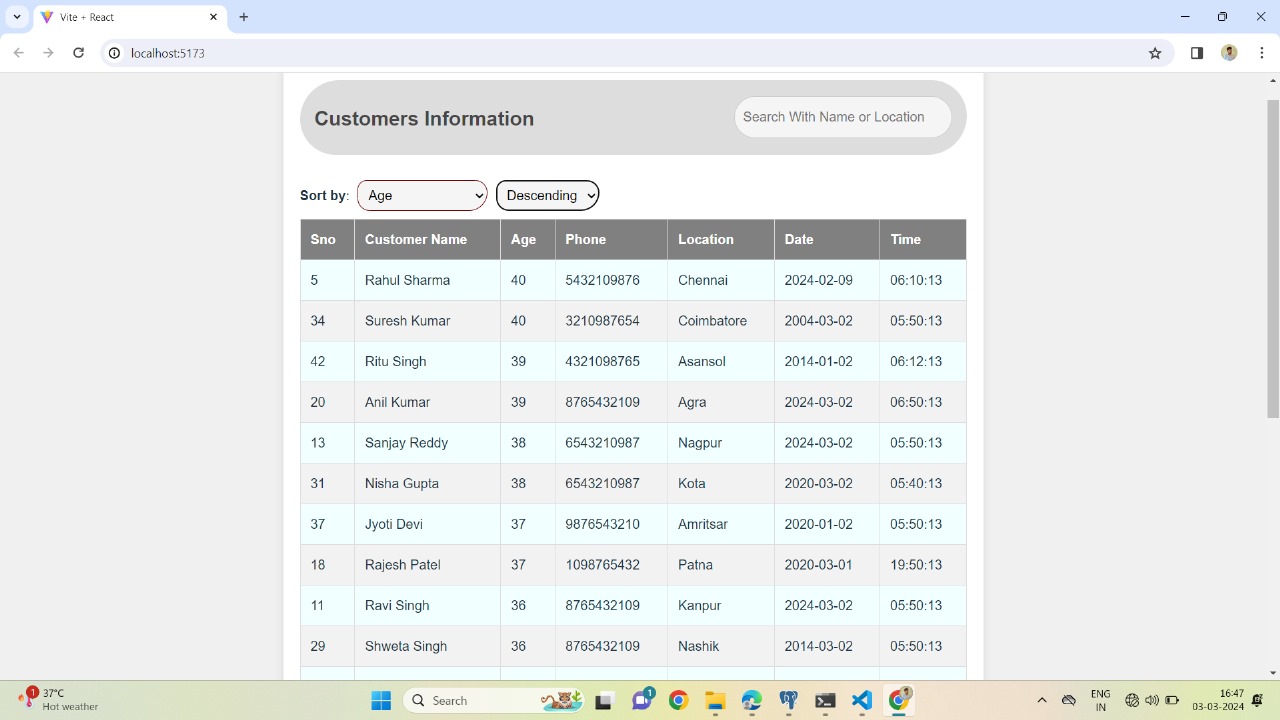 Vite + React
localhost:5173
Customers Information
Search With Name or Location
Sort by: Age Descending
Sno Customer Name Age Phone Location Date Time
5 Rahul Sharma 40 5432109876 Chennai 2024-02-09 06:10:13
34 Suresh Kumar 40 3210987654 Coimbatore 2004-03-02 05:50:13
42 Ritu Singh 39 4321098765 Asansol 2014-01-02 06:12:13
20 Anil Kumar 39 8765432109 Agra 2024-03-02 06:50:13
13 Sanjay Reddy 38 6543210987 Nagpur 2024-03-02 05:50:13
31 Nisha Gupta 38 6543210987 Kota 2020-03-02 05:40:13
37 Jyoti Devi 37 9876543210 Amritsar 2020-01-02 05:50:13
18 Rajesh Patel 37 1098765432 Patna 2020-03-01 19:50:13
11 Ravi Singh 36 8765432109 Kanpur 2024-03-02 05:50:13
29 Shweta Singh 36 8765432109 Nashik 2014-03-02 05:50:13
1 37°C
Hot weather
Search
1
ENG
IN
16:47
03-03-2024